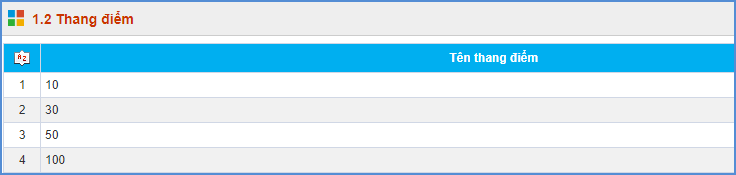 1.2 Thang điểm
Tên thang điểm
1 10
2 30
3 50
4 100